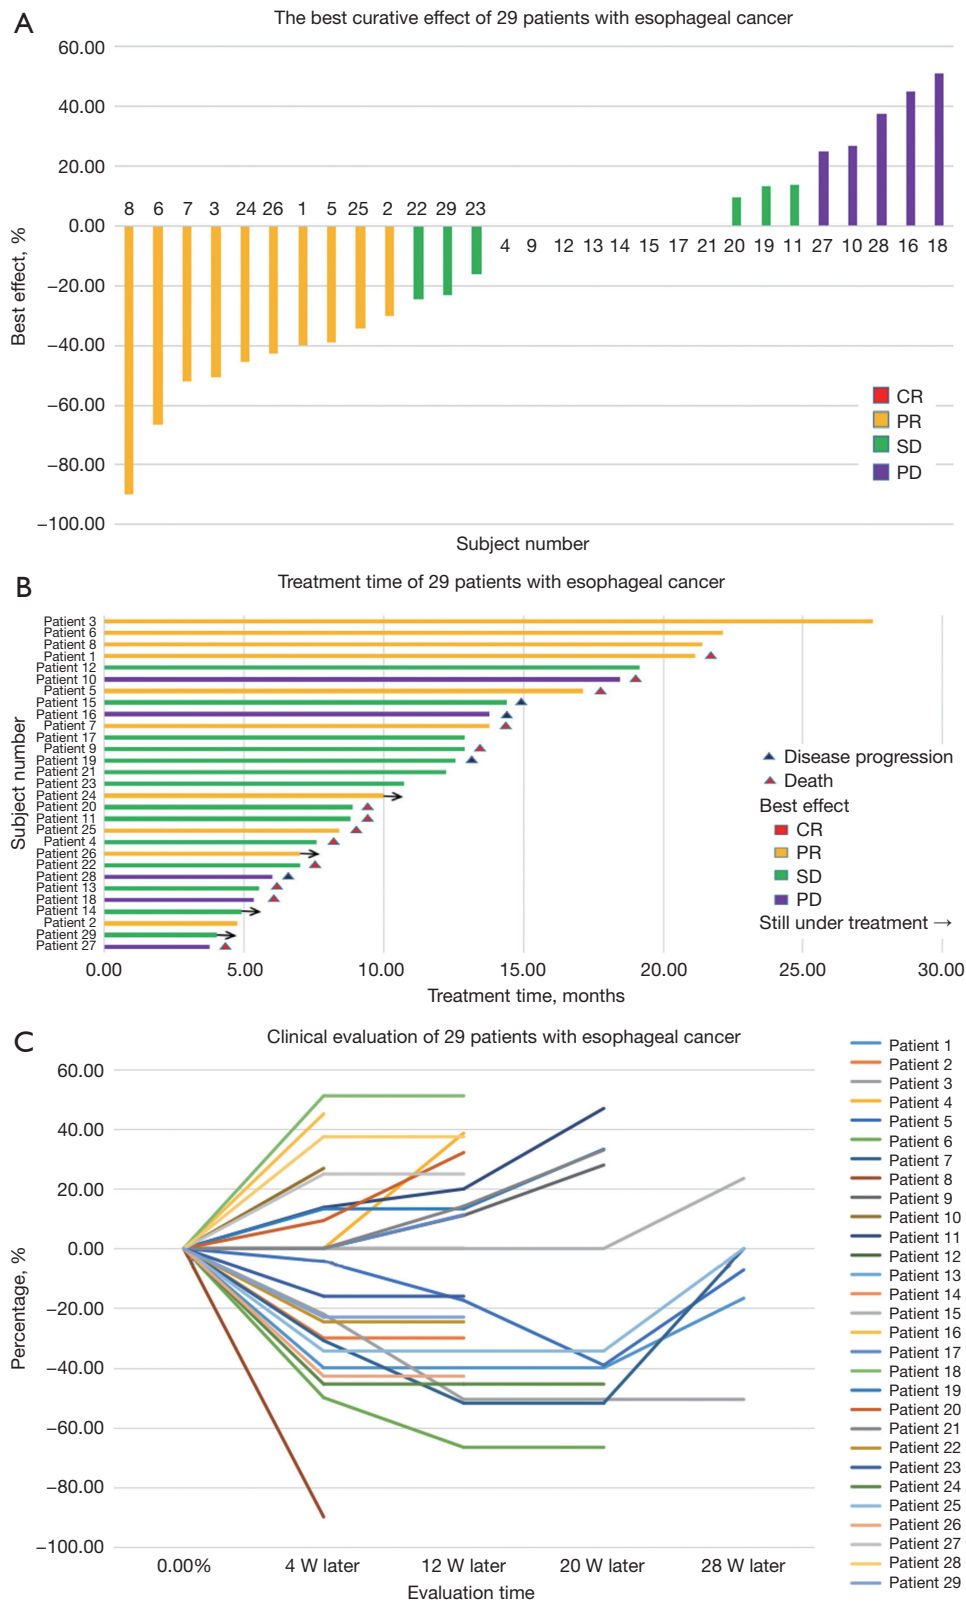 A
The best curative effect of 29 patients with esophageal cancer
60.00
40.00
20.00
0.00
−20.00
−40.00
−60.00
−80.00
−100.00
Best effect, %
8 6 7 3 24 26 1 5 25 2 22 29 23
4 9 12 13 14 15 17 21 20 19 11 27 10 28 16 18
CR
PR
SD
PD
Subject number
B
Treatment time of 29 patients with esophageal cancer
Subject number
Patient 3
Patient 6
Patient 8
Patient 1
Patient 12
Patient 10
Patient 5
Patient 15
Patient 16
Patient 7
Patient 17
Patient 9
Patient 19
Patient 21
Patient 23
Patient 24
Patient 20
Patient 11
Patient 25
Patient 4
Patient 26
Patient 22
Patient 28
Patient 13
Patient 18
Patient 14
Patient 2
Patient 29
Patient 27
Disease progression
Death
Best effect
CR
PR
SD
PD
Still under treatment →
0.00 5.00 10.00 15.00 20.00 25.00 30.00
Treatment time, months
C
Clinical evaluation of 29 patients with esophageal cancer
60.00
40.00
20.00
0.00
−20.00
−40.00
−60.00
−80.00
−100.00
Percentage, %
0.00% 4 W later 12 W later 20 W later 28 W later
Evaluation time
Patient 1
Patient 2
Patient 3
Patient 4
Patient 5
Patient 6
Patient 7
Patient 8
Patient 9
Patient 10
Patient 11
Patient 12
Patient 13
Patient 14
Patient 15
Patient 16
Patient 17
Patient 18
Patient 19
Patient 20
Patient 21
Patient 22
Patient 23
Patient 24
Patient 25
Patient 26
Patient 27
Patient 28
Patient 29